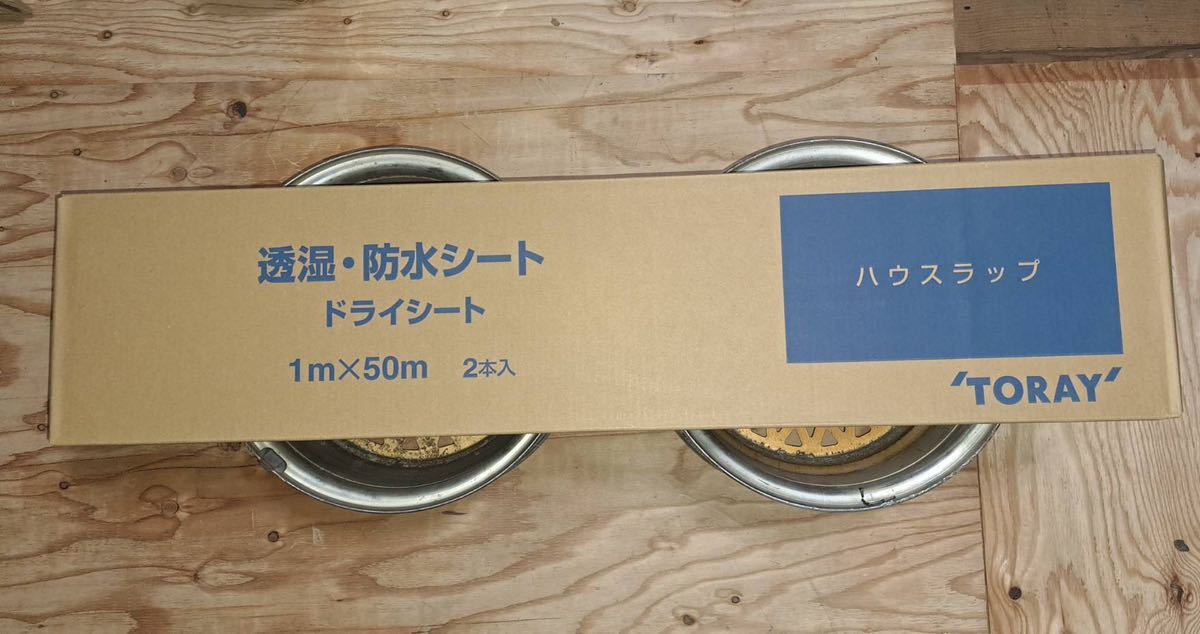 透湿・防水シート
ドライシート
1m×50m 2本入
ハウスラップ
'TORAY'